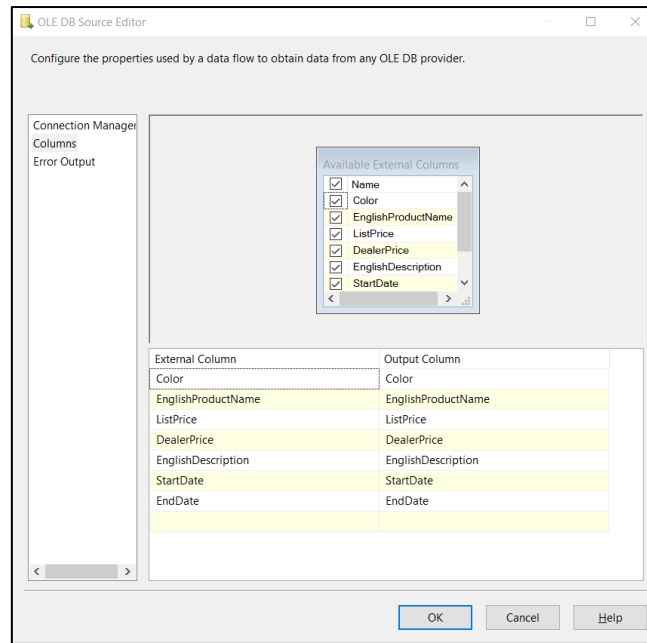 OLE DB Source Editor
Configure the properties used by a data flow to obtain data from any OLE DB provider.
Connection Manager
Columns
Error Output
Available External Columns
Name
Color
EnglishProductName
ListPrice
DealerPrice
EnglishDescription
StartDate
External Column Output Column
Color Color
EnglishProductName EnglishProductName
ListPrice ListPrice
DealerPrice DealerPrice
EnglishDescription EnglishDescription
StartDate StartDate
EndDate EndDate
OK Cancel Help